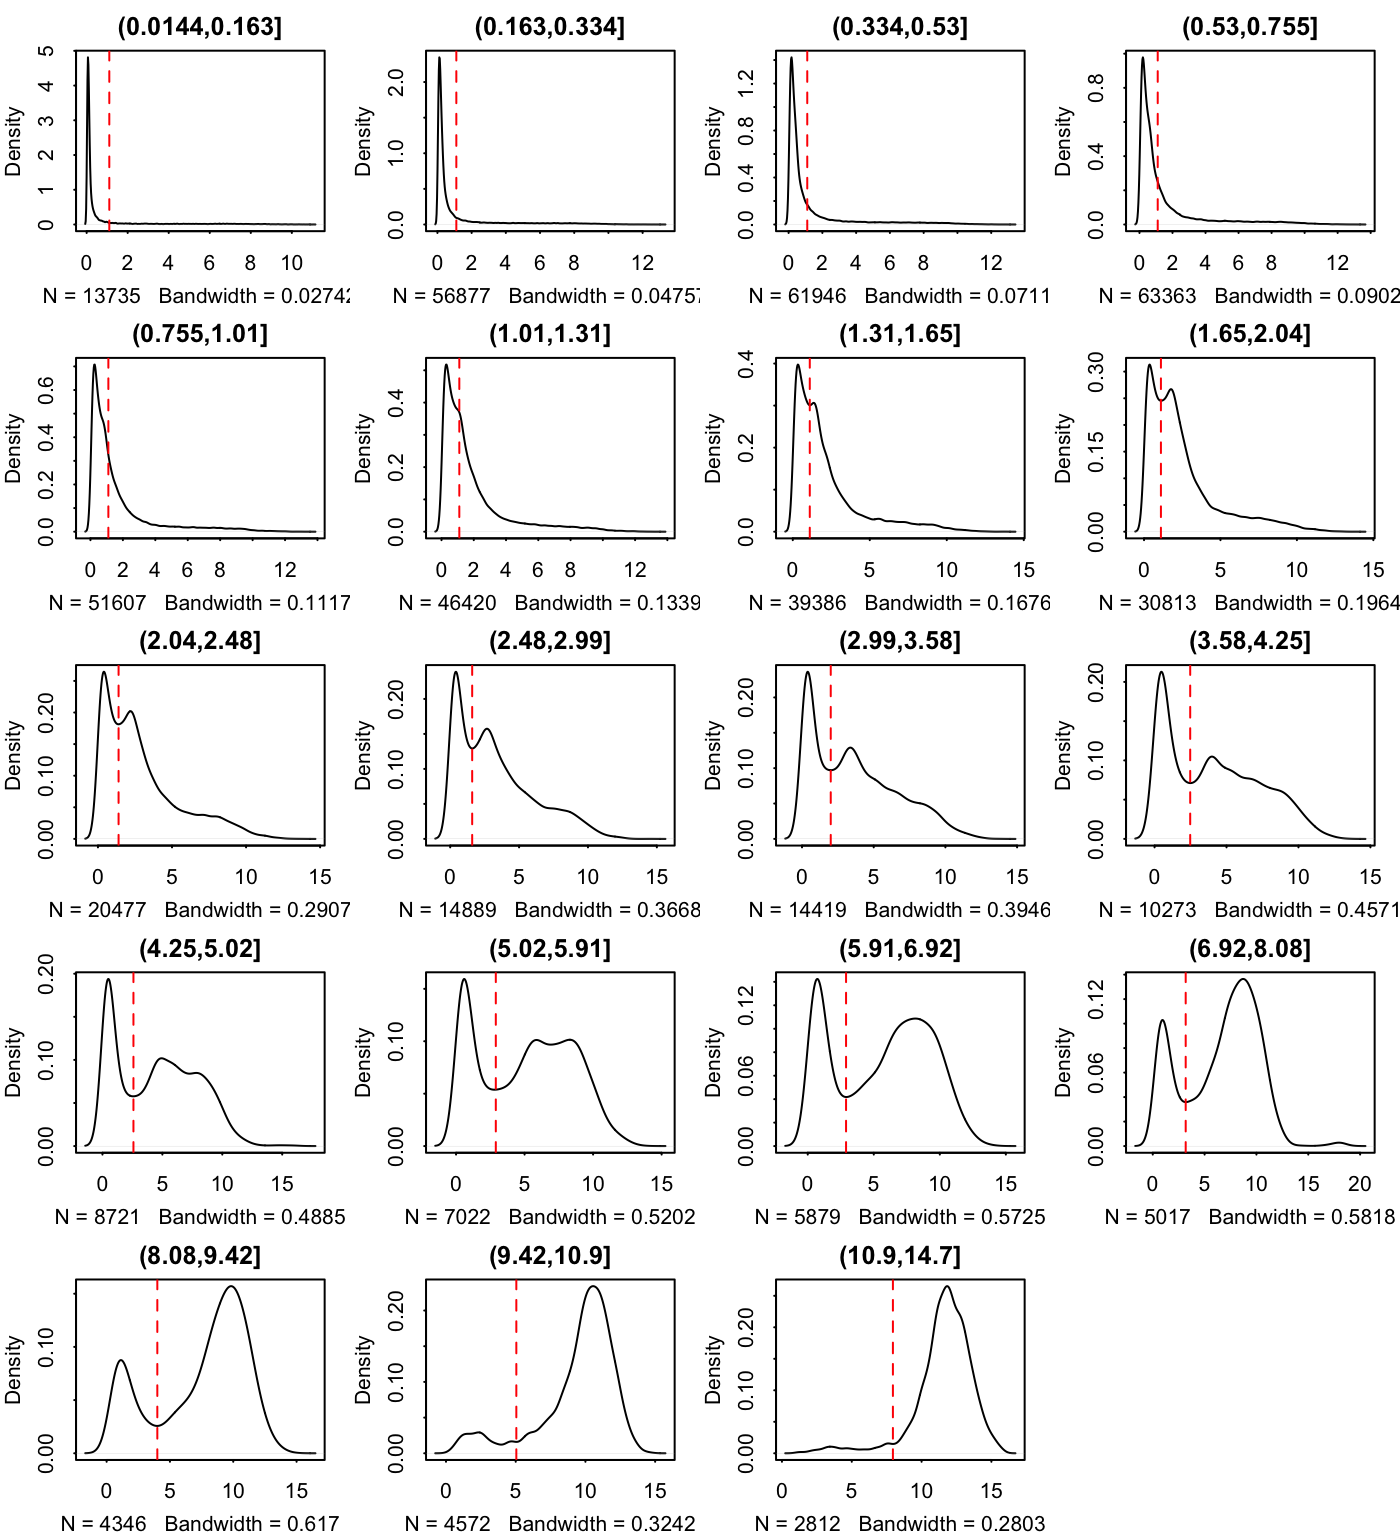 (0.0144,0.163]
Density
0 1 2 3 4 5
0 2 4 6 8 10
N = 13735 Bandwidth = 0.02742
(0.163,0.334]
Density
0.0 1.0 2.0
0 2 4 6 8 12
N = 56877 Bandwidth = 0.04757
(0.334,0.53]
Density
0.0 0.4 0.8 1.2
0 2 4 6 8 12
N = 61946 Bandwidth = 0.0711
(0.53,0.755]
Density
0.0 0.4 0.8
0 2 4 6 8 12
N = 63363 Bandwidth = 0.0902
(0.755,1.01]
Density
0.0 0.2 0.4 0.6
0 2 4 6 8 12
N = 51607 Bandwidth = 0.1117
(1.01,1.31]
Density
0.0 0.2 0.4
0 2 4 6 8 12
N = 46420 Bandwidth = 0.1339
(1.31,1.65]
Density
0.0 0.2 0.4
0 5 10 15
N = 39386 Bandwidth = 0.1676
(1.65,2.04]
Density
0.00 0.15 0.30
0 5 10 15
N = 30813 Bandwidth = 0.1964
(2.04,2.48]
Density
0.00 0.10 0.20
0 5 10 15
N = 20477 Bandwidth = 0.2907
(2.48,2.99]
Density
0.00 0.10 0.20
0 5 10 15
N = 14889 Bandwidth = 0.3668
(2.99,3.58]
Density
0.00 0.10 0.20
0 5 10 15
N = 14419 Bandwidth = 0.3946
(3.58,4.25]
Density
0.00 0.10 0.20
0 5 10 15
N = 10273 Bandwidth = 0.4571
(4.25,5.02]
Density
0.00 0.10 0.20
0 5 10 15
N = 8721 Bandwidth = 0.4885
(5.02,5.91]
Density
0.00 0.10
0 5 10 15
N = 7022 Bandwidth = 0.5202
(5.91,6.92]
Density
0.00 0.06 0.12
0 5 10 15
N = 5879 Bandwidth = 0.5725
(6.92,8.08]
Density
0.00 0.06 0.12
0 5 10 15 20
N = 5017 Bandwidth = 0.5818
(8.08,9.42]
Density
0.00 0.10
0 5 10 15
N = 4346 Bandwidth = 0.617
(9.42,10.9]
Density
0.00 0.10 0.20
0 5 10 15
N = 4572 Bandwidth = 0.3242
(10.9,14.7]
Density
0.00 0.10 0.20
0 5 10 15
N = 2812 Bandwidth = 0.2803